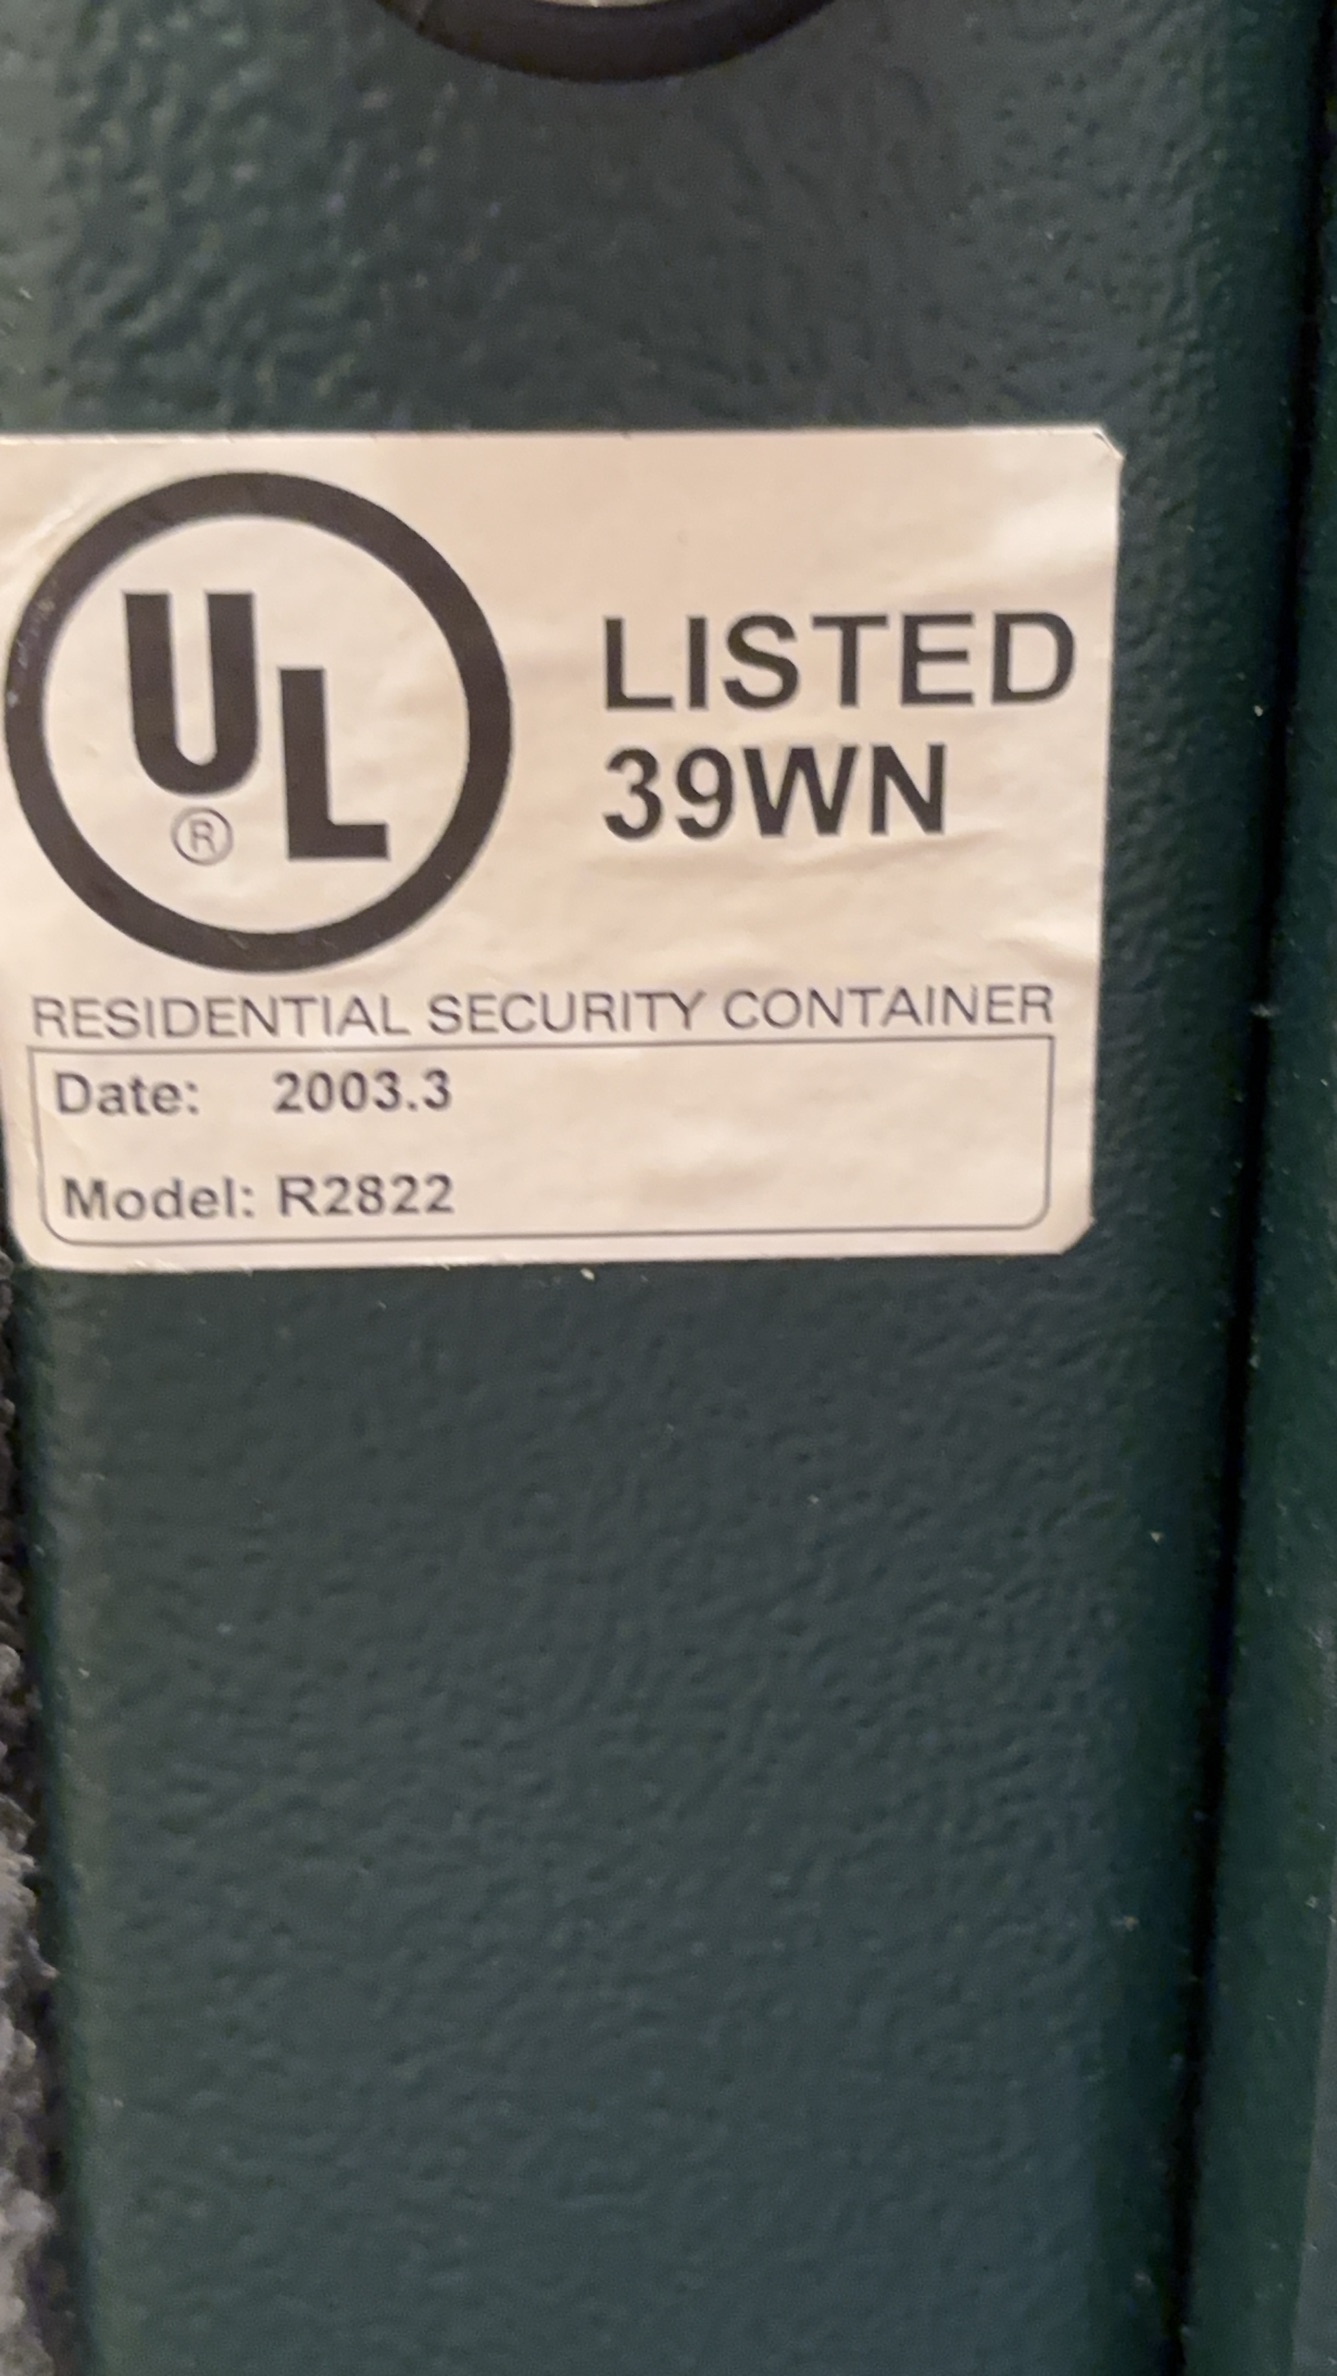 UL
®
LISTED
39WN
RESIDENTIAL SECURITY CONTAINER
Date: 2003.3
Model: R2822